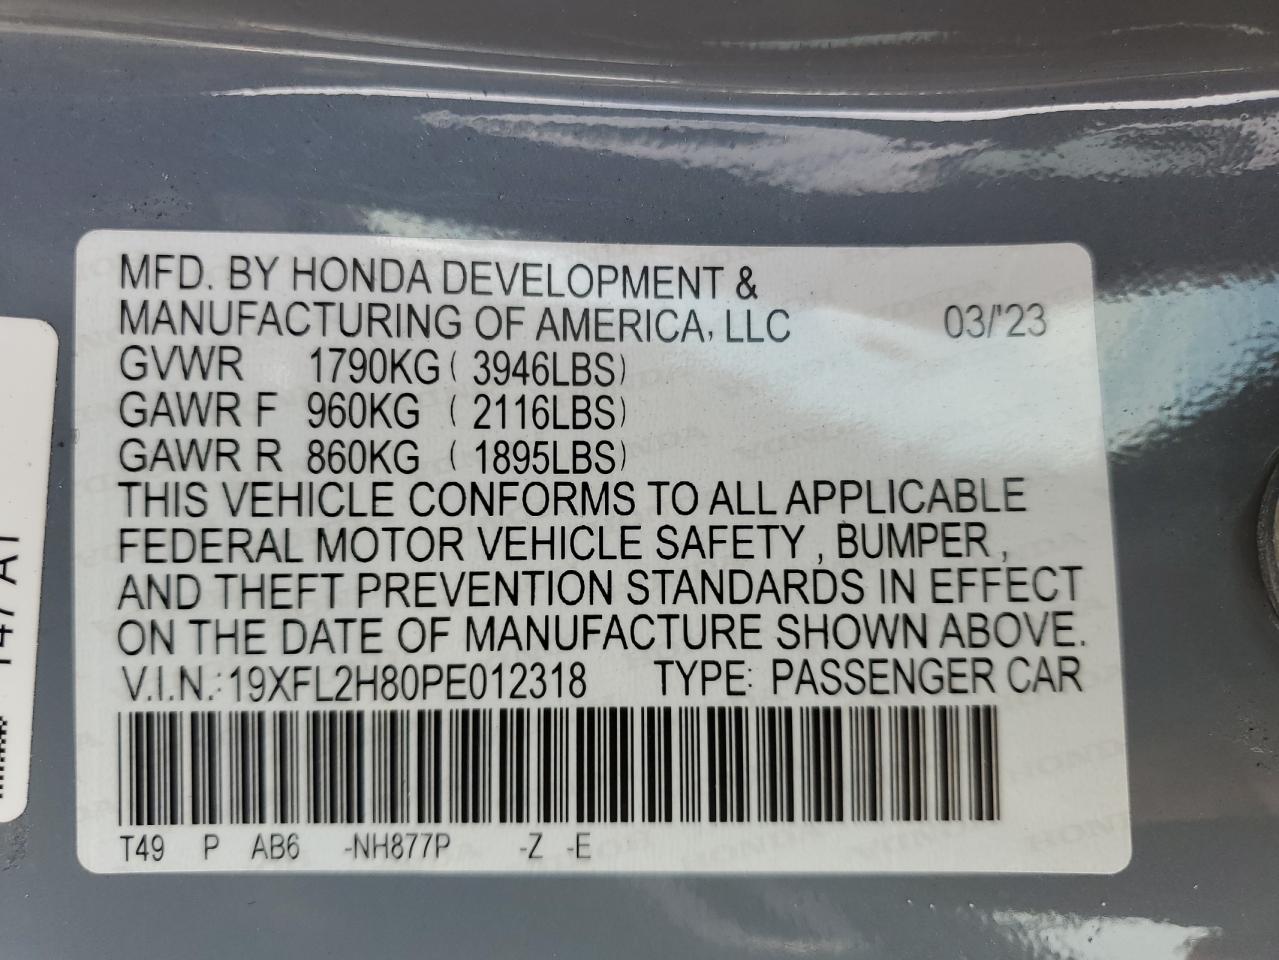 MFD. BY HONDA DEVELOPMENT &
MANUFACTURING OF AMERICA, LLC 03/'23
GVWR 1790KG ( 3946LBS)
GAWR F 960KG ( 2116LBS)
GAWR R 860KG ( 1895LBS)
THIS VEHICLE CONFORMS TO ALL APPLICABLE
FEDERAL MOTOR VEHICLE SAFETY , BUMPER ,
AND THEFT PREVENTION STANDARDS IN EFFECT
ON THE DATE OF MANUFACTURE SHOWN ABOVE.
V.I.N.: 19XFL2H80PE012318 TYPE: PASSENGER CAR
T49 P AB6 -NH877P -Z -E